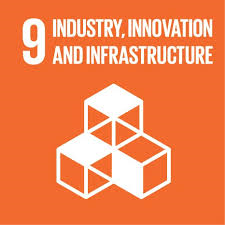 9 INDUSTRY, INNOVATION
AND INFRASTRUCTURE